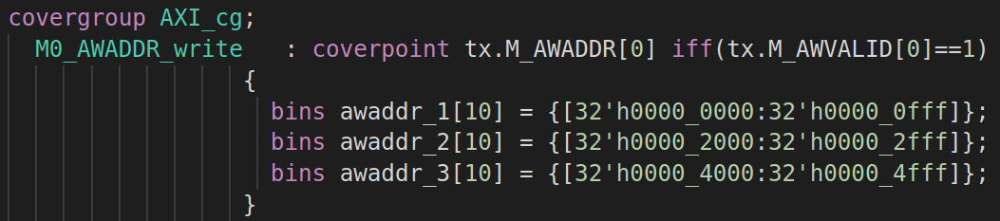 covergroup AXI_cg;
M0_AWADDR_write : coverpoint tx.M_AWADDR[0] iff(tx.M_AWVALID[0]==1)
{
bins awaddr_1[10] = {[32'h0000_0000:32'h0000_0fff]};
bins awaddr_2[10] = {[32'h0000_2000:32'h0000_2fff]};
bins awaddr_3[10] = {[32'h0000_4000:32'h0000_4fff]};
}